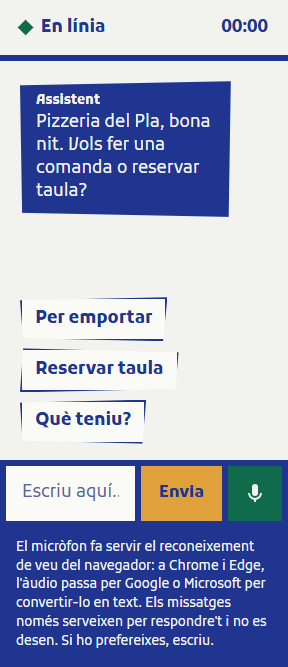 En línia
00:00
Assistent
Pizzeria del Pla, bona
nit. Vols fer una
comanda o reservar
taula?
Per emportar
Reservar taula
Què teniu?
Escriu aquí..
Envia
El micròfon fa servir el reconeixement
de veu del navegador: a Chrome i Edge,
l'àudio passa per Google o Microsoft per
convertir-lo en text. Els missatges
només serveixen per respondre't i no es
desen. Si ho prefereixes, escriu.